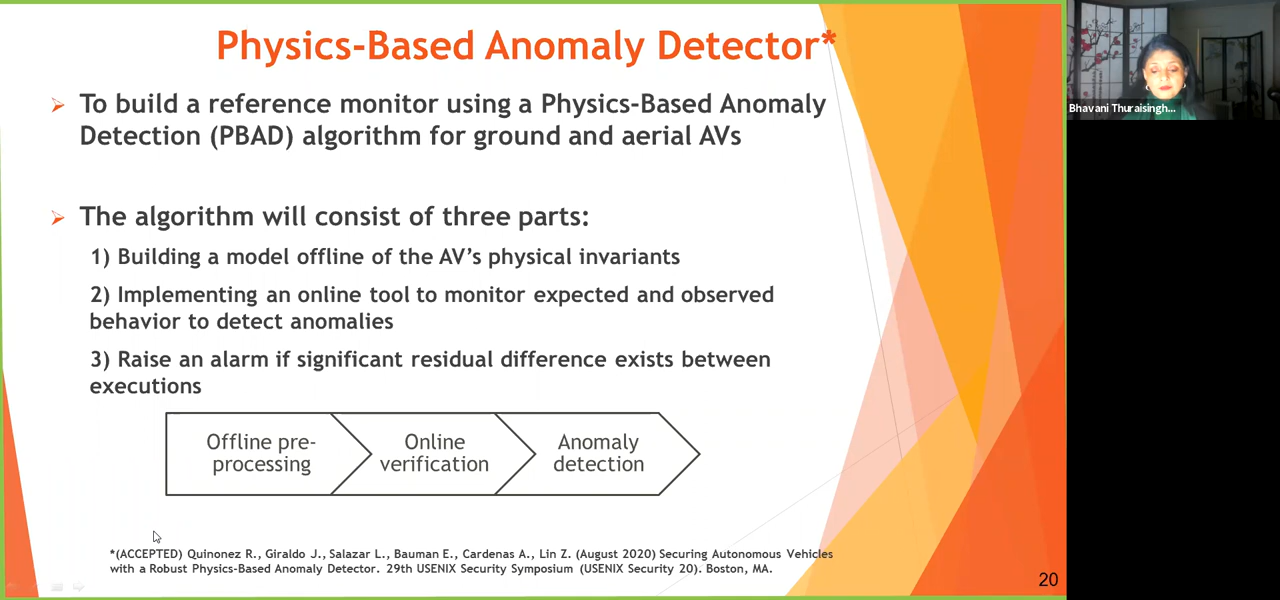 Physics-Based Anomaly Detector*
To build a reference monitor using a Physics-Based Anomaly
Detection (PBAD) algorithm for ground and aerial AVs
The algorithm will consist of three parts:
1) Building a model offline of the AV's physical invariants
2) Implementing an online tool to monitor expected and observed
behavior to detect anomalies
3) Raise an alarm if significant residual difference exists between
executions
Offline pre-
processing
Online
verification
Anomaly
detection
*(ACCEPTED) Quinonez R., Giraldo J., Salazar L., Bauman E., Cardenas A., Lin Z. (August 2020) Securing Autonomous Vehicles
with a Robust Physics-Based Anomaly Detector. 29th USENIX Security Symposium (USENIX Security 20). Boston, MA.
20
Bhavani Thuraisingh...